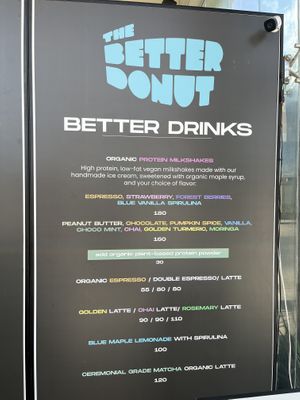 THE
BETTER
DONUT
BETTER DRINKS
ORGANIC PROTEIN MILKSHAKES
High protein, low-fat vegan milkshakes made with our
handmade ice cream, sweetened with organic maple syrup,
and your choice of flavor:
ESPRESSO, STRAWBERRY, FOREST BERRIES,
BLUE VANILLA SPIRULINA
150
PEANUT BUTTER, CHOCOLATE, PUMPKIN SPICE, VANILLA,
CHOCO MINT, CHAI, GOLDEN TURMERIC, MORINGA
160
add organic plant-based protein powder
30
ORGANIC ESPRESSO / DOUBLE ESPRESSO/ LATTE
55 / 80 / 80
GOLDEN LATTE / CHAI LATTE/ ROSEMARY LATTE
90 / 90 / 110
BLUE MAPLE LEMONADE WITH SPIRULINA
100
CEREMONIAL GRADE MATCHA ORGANIC LATTE
120